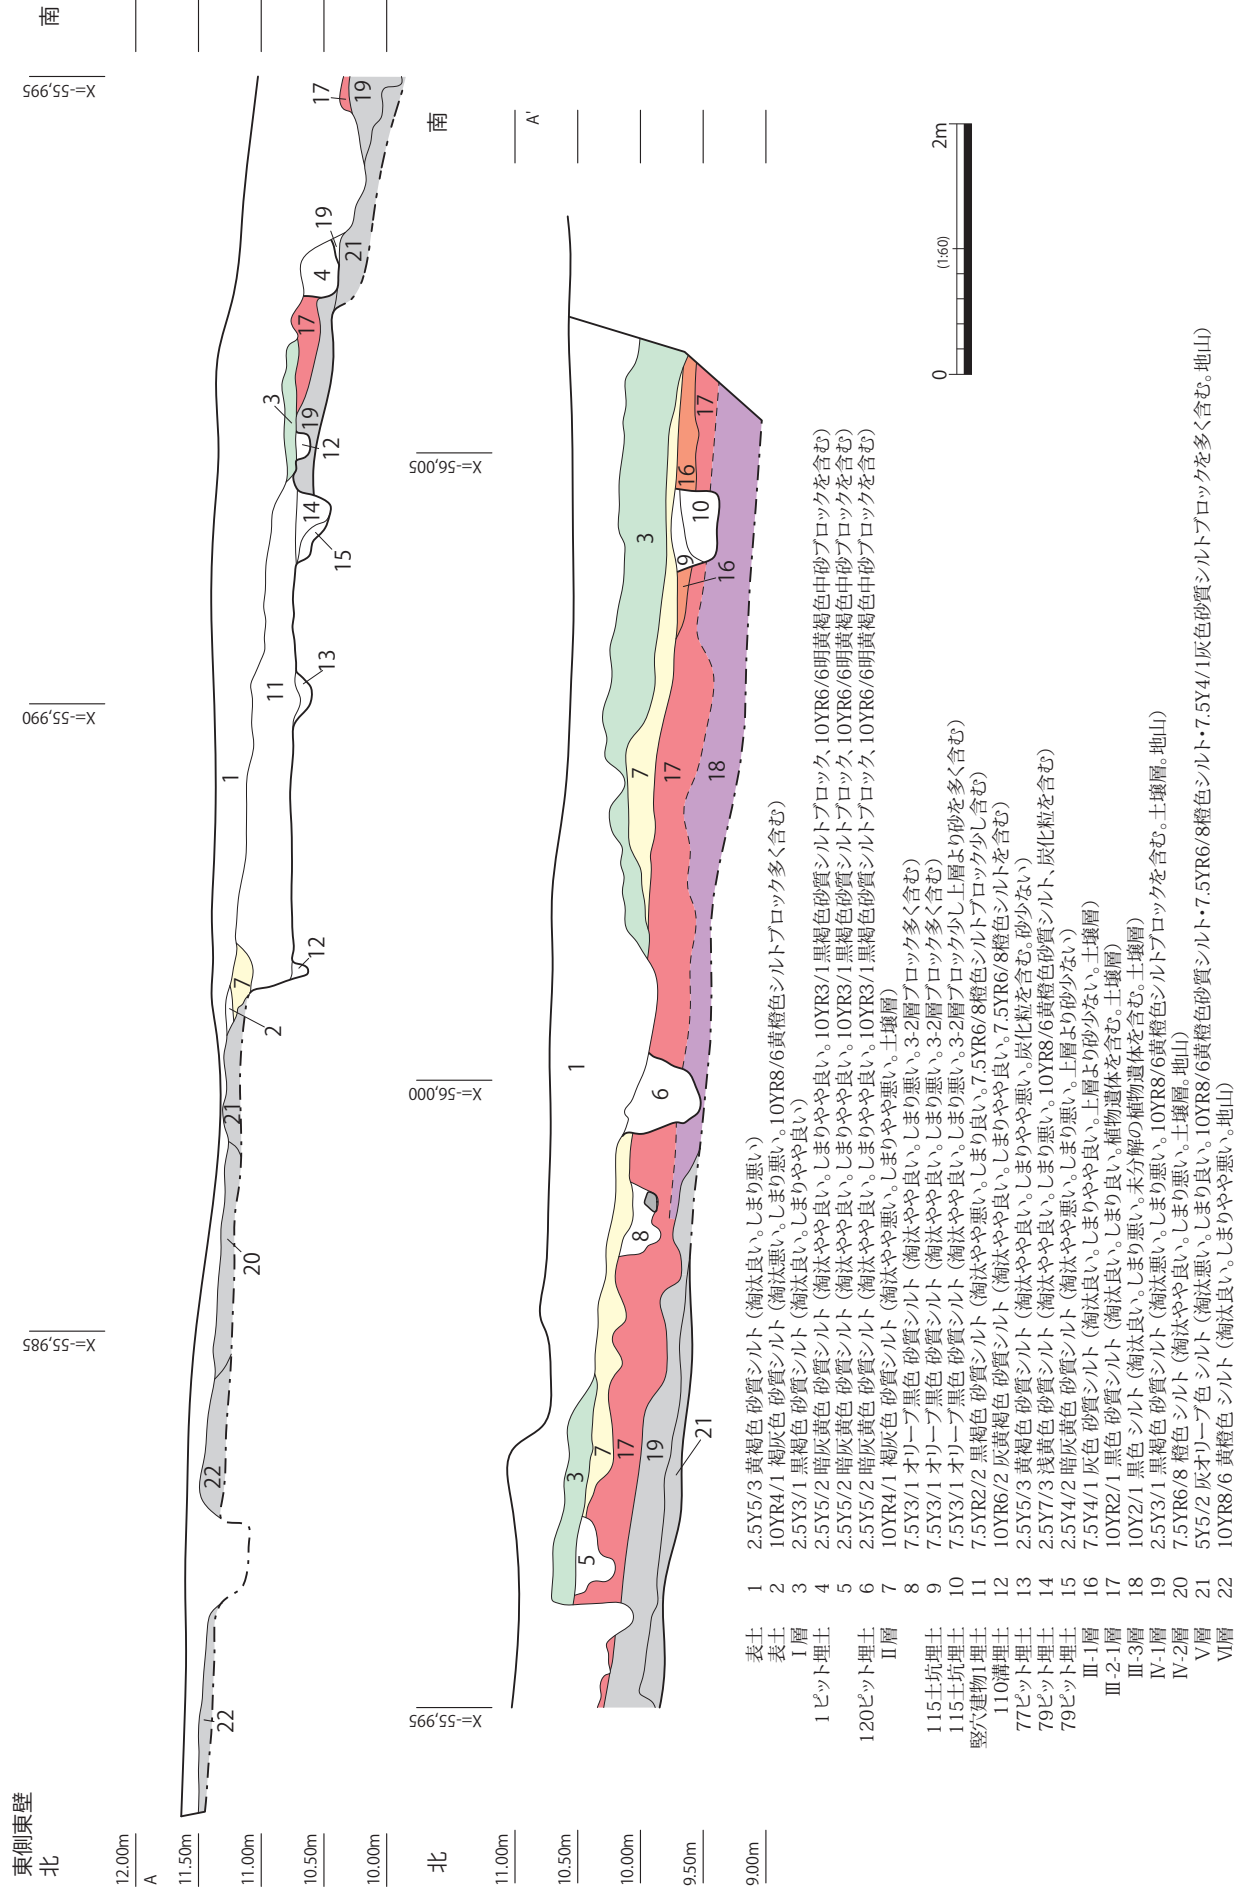 東側東壁
北
南
12.00m
A
11.50m
11.00m
10.50m
10.00m
X=-55,985
X=-55,990
X=-55,995
22
22
20
21
2
7
12
1
11
13
15
14
12
19
3
17
4
19
21
17
19
北
南
11.00m
A'
10.50m
10.00m
9.50m
9.00m
X=-55,995
X=-56,000
X=-56,005
1
3
5
7
17
19
21
8
6
7
17
18
3
9
16
10
16
17
0
(1:60)
2m
表土 1 2.5Y5/3 黄褐色 砂質シルト (淘汰良い。しまり悪い)
表土 2 10YR4/1 褐灰色 砂質シルト (淘汰悪い。しまり悪い。10YR8/6黄橙色シルトブロック多く含む)
I層 3 2.5Y3/1 黒褐色 砂質シルト (淘汰良い。しまりやや良い)
1ピット埋土 4 2.5Y5/2 暗灰黄色 砂質シルト (淘汰やや良い。しまりやや良い。10YR3/1黒褐色砂質シルトブロック、10YR6/6明黄褐色中砂ブロックを含む)
5 2.5Y5/2 暗灰黄色 砂質シルト (淘汰やや良い。しまりやや良い。10YR3/1黒褐色砂質シルトブロック、10YR6/6明黄褐色中砂ブロックを含む)
120ピット埋土 6 2.5Y5/2 暗灰黄色 砂質シルト (淘汰やや良い。しまりやや良い。10YR3/1黒褐色砂質シルトブロック、10YR6/6明黄褐色中砂ブロックを含む)
Ⅱ層 7 10YR4/1 褐灰色 砂質シルト (淘汰やや悪い。しまりやや悪い。土壌層)
8 7.5Y3/1 オリーブ黒色 砂質シルト (淘汰やや良い。しまり悪い。3-2層ブロック多く含む)
115土坑埋土 9 7.5Y3/1 オリーブ黒色 砂質シルト (淘汰やや良い。しまり悪い。3-2層ブロック多く含む)
115土坑埋土 10 7.5Y3/1 オリーブ黒色 砂質シルト (淘汰やや良い。しまり悪い。3-2層ブロック少し上層より砂を多く含む)
竪穴建物1埋土 11 7.5YR2/2 黒褐色 砂質シルト (淘汰やや悪い。しまり良い。7.5YR6/8橙色シルトブロック少し含む)
110溝埋土 12 10YR6/2 灰黄褐色 砂質シルト (淘汰やや良い。しまりやや良い。7.5YR6/8橙色シルトを含む)
77ピット埋土 13 2.5Y5/3 黄褐色 砂質シルト (淘汰やや良い。しまりやや悪い。炭化粒を含む。砂少ない)
79ピット埋土 14 2.5Y7/3 浅黄色 砂質シルト (淘汰やや良い。しまり悪い。10YR8/6黄橙色砂質シルト、炭化粒を含む)
79ピット埋土 15 2.5Y4/2 暗灰黄色 砂質シルト (淘汰やや悪い。しまり悪い。上層より砂少ない)
Ⅲ-1層 16 7.5Y4/1 灰色 砂質シルト (淘汰良い。しまりやや良い。上層より砂少ない。土壌層)
Ⅲ-2-1層 17 10YR2/1 黒色 砂質シルト (淘汰良い。しまり良い。植物遺体を含む。土壌層)
Ⅲ-3層 18 10Y2/1 黒色 シルト (淘汰良い。しまり悪い。未分解の植物遺体を含む。土壌層)
Ⅳ-1層 19 2.5Y3/1 黒褐色 砂質シルト (淘汰悪い。しまり悪い。10YR8/6黄橙色シルトブロックを含む。土壌層。地山)
Ⅳ-2層 20 7.5YR6/8 橙色 シルト (淘汰やや良い。しまり悪い。土壌層。地山)
Ⅴ層 21 5Y5/2 灰オリーブ色 シルト (淘汰悪い。しまり良い。10YR8/6黄橙色砂質シルト・7.5YR6/8橙色シルト・7.5Y4/1灰色砂質シルトブロックを多く含む。地山)
Ⅵ層 22 10YR8/6 黄橙色 シルト (淘汰良い。しまりやや悪い。地山)